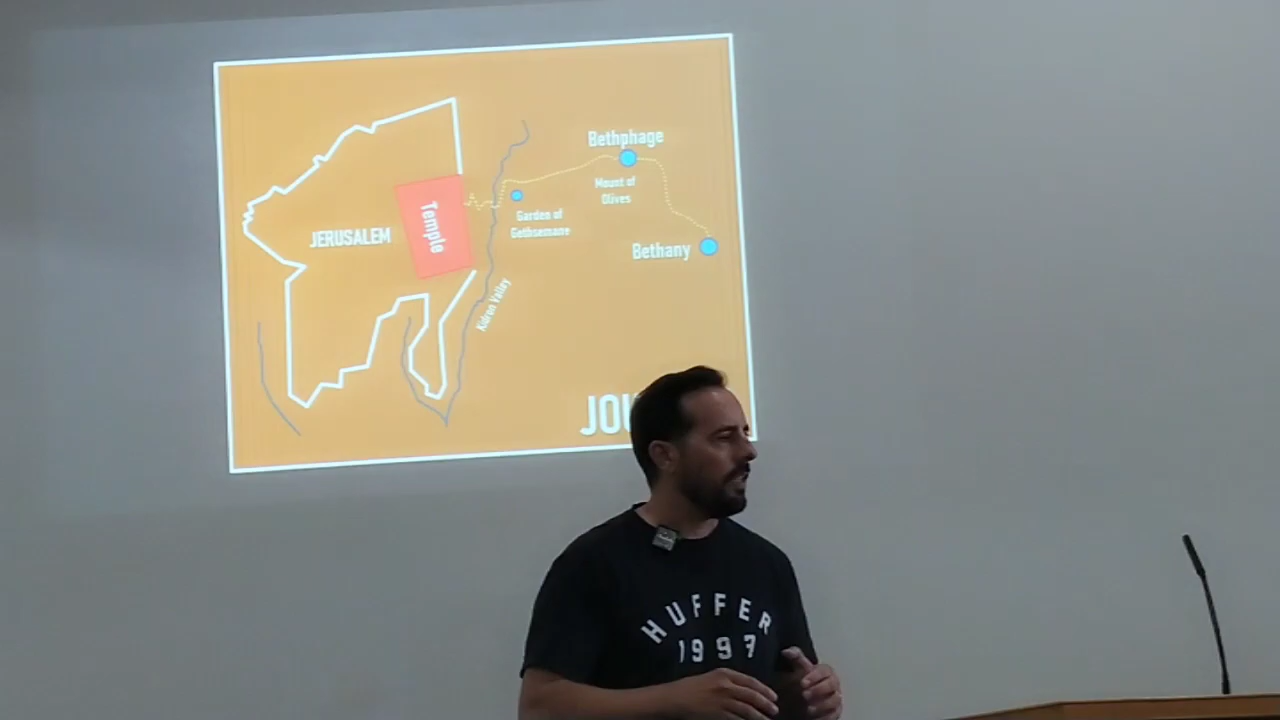 Bethphage
Mount of
Olives
Temple
Garden of
Gethsemane
JERUSALEM
Bethany
Kidron Valley
JOU
HUFFER
1997